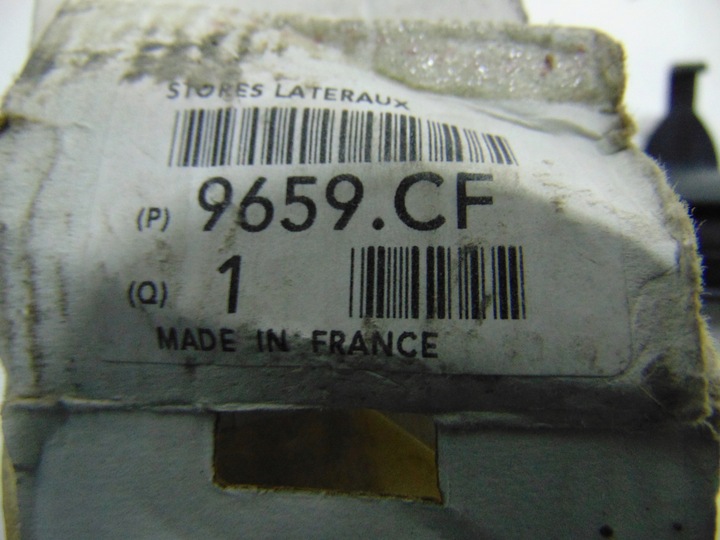 STORES LATERAUX
(P) 9659.CF
(Q) 1
MADE IN FRANCE